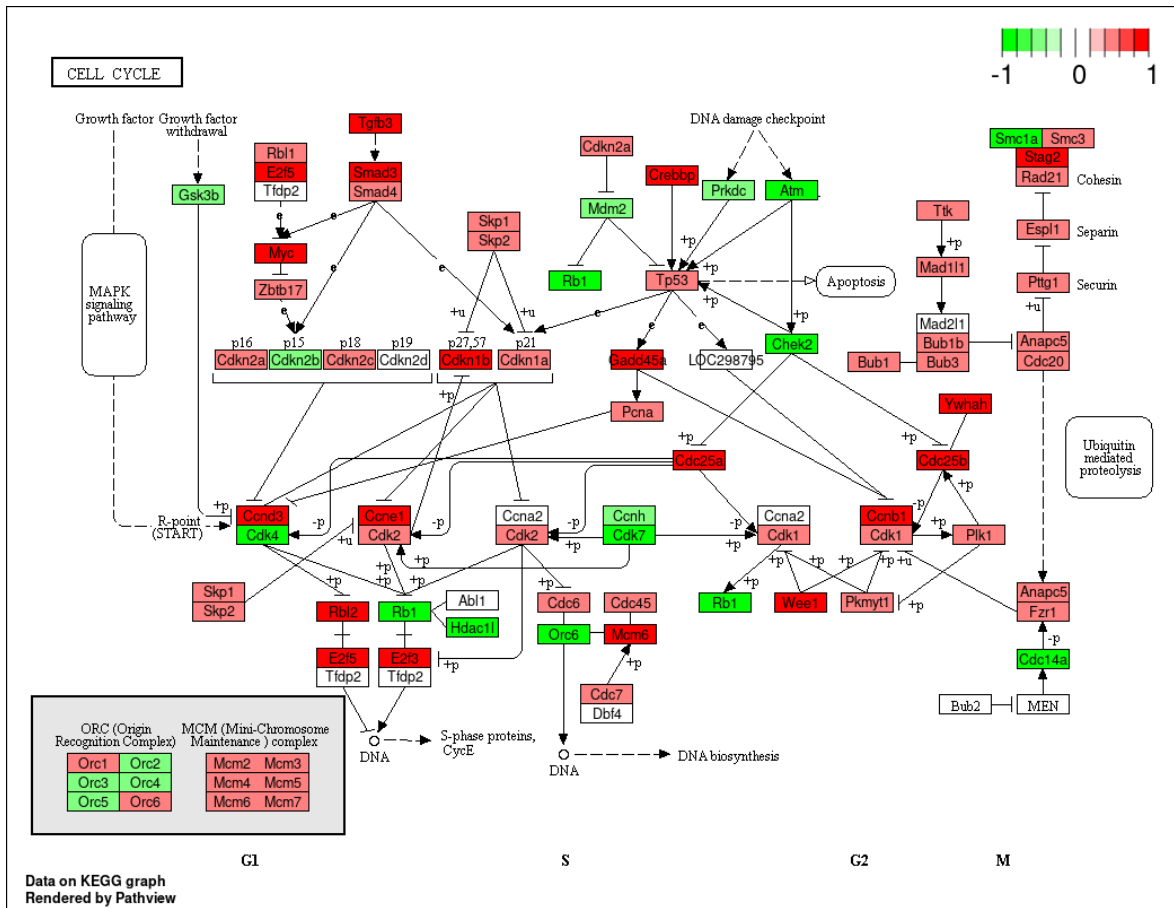 -1 0 1
CELL CYCLE
Growth factor
Growth factor
withdrawal
Tgfb3
DNA damage checkpoint
Smc1a Smc3
Stag2
Rad21
Cohesin
Rbl1
E2f5
Tfdp2
Smad3
Smad4
Cdkn2a
Crebbp
Prkdc
Atm
Gsk3b
Mdm2
Ttk
+p
Espl1
Separin
e
e
Skp1
Skp2
Myc
+p
+p
Mad1l1
Zbtb17
e
e
Rb1
Tp53
+p
Apoptosis
Pttg1
Securin
MAPK
signaling
pathway
+u
+u
e
e
e
+p
+p
Mad2l1
Bub1b
Bub3
Bub1
+u
Anapc5
Cdc20
p16
p15
p18
p19
p27,57
p21
Cdkn2a
Cdkn2b
Cdkn2c
Cdkn2d
Cdkn1b
Cdkn1a
Gadd45a
LOC298795
Chek2
+p
Pcna
Ywhah
+p
+p
Cdc25a
Cdc25b
Ubiquitin
mediated
proteolysis
+p
R-point
(START)
Ccnd3
Cdk4
-p
+u
Ccne1
Cdk2
-p
Ccna2
Cdk2
-p
+p
Ccnh
Cdk7
-p
+p
Ccna2
Cdk1
Ccnb1
Cdk1
-p
+p
+p
Plk1
+p
+p
+p
+p
+p
+p
+p
+u
+p
Skp1
Skp2
Rbl2
Rb1
Abl1
Hdac1l
Cdc6
Cdc45
Orc6
Mcm6
Rb1
Wee1
Pkmyt1
Anapc5
Fzr1
-p
Cdc14a
E2f5
Tfdp2
E2f3
Tfdp2
+p
+p
Cdc7
Dbf4
Bub2
MEN
DNA
S-phase proteins,
CycE
DNA
DNA biosynthesis
ORC (Origin
Recognition Complex)
MCM (Mini-Chromosome
Maintenance ) complex
Orc1 Orc2
Orc3 Orc4
Orc5 Orc6
Mcm2 Mcm3
Mcm4 Mcm5
Mcm6 Mcm7
G1
S
G2
M
Data on KEGG graph
Rendered by Pathview